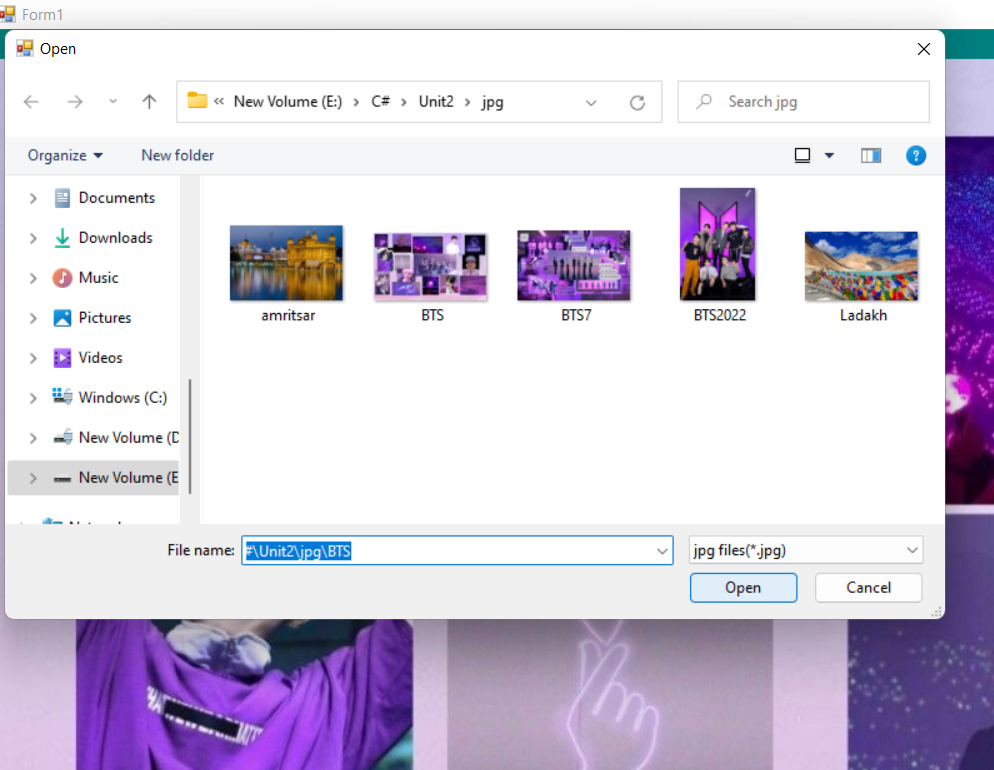 Form1
Open
« New Volume (E:) > C# > Unit2 > jpg
Search jpg
Organize
New folder
?
Documents
Downloads
Music
Pictures
Videos
Windows (C:)
New Volume (D
New Volume (E
amritsar
BTS
BTS7
BTS2022
Ladakh
File name:
#\Unit2\jpg\BTS
jpg files(*.jpg)
Open
Cancel